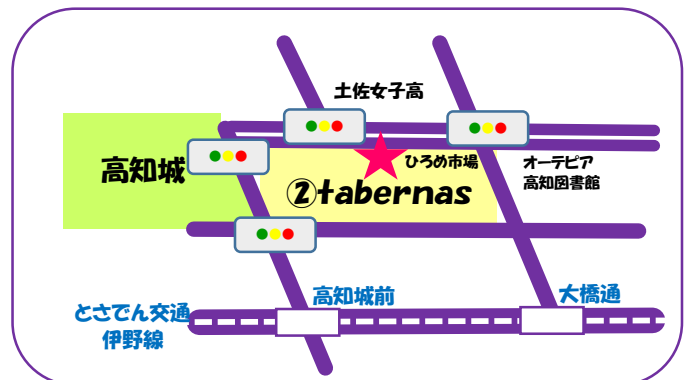 土佐女子高
ひろめ市場
高知城
オーテピア
高知図書館
②tabernas
高知城前
大橋通
とさでん交通
伊野線